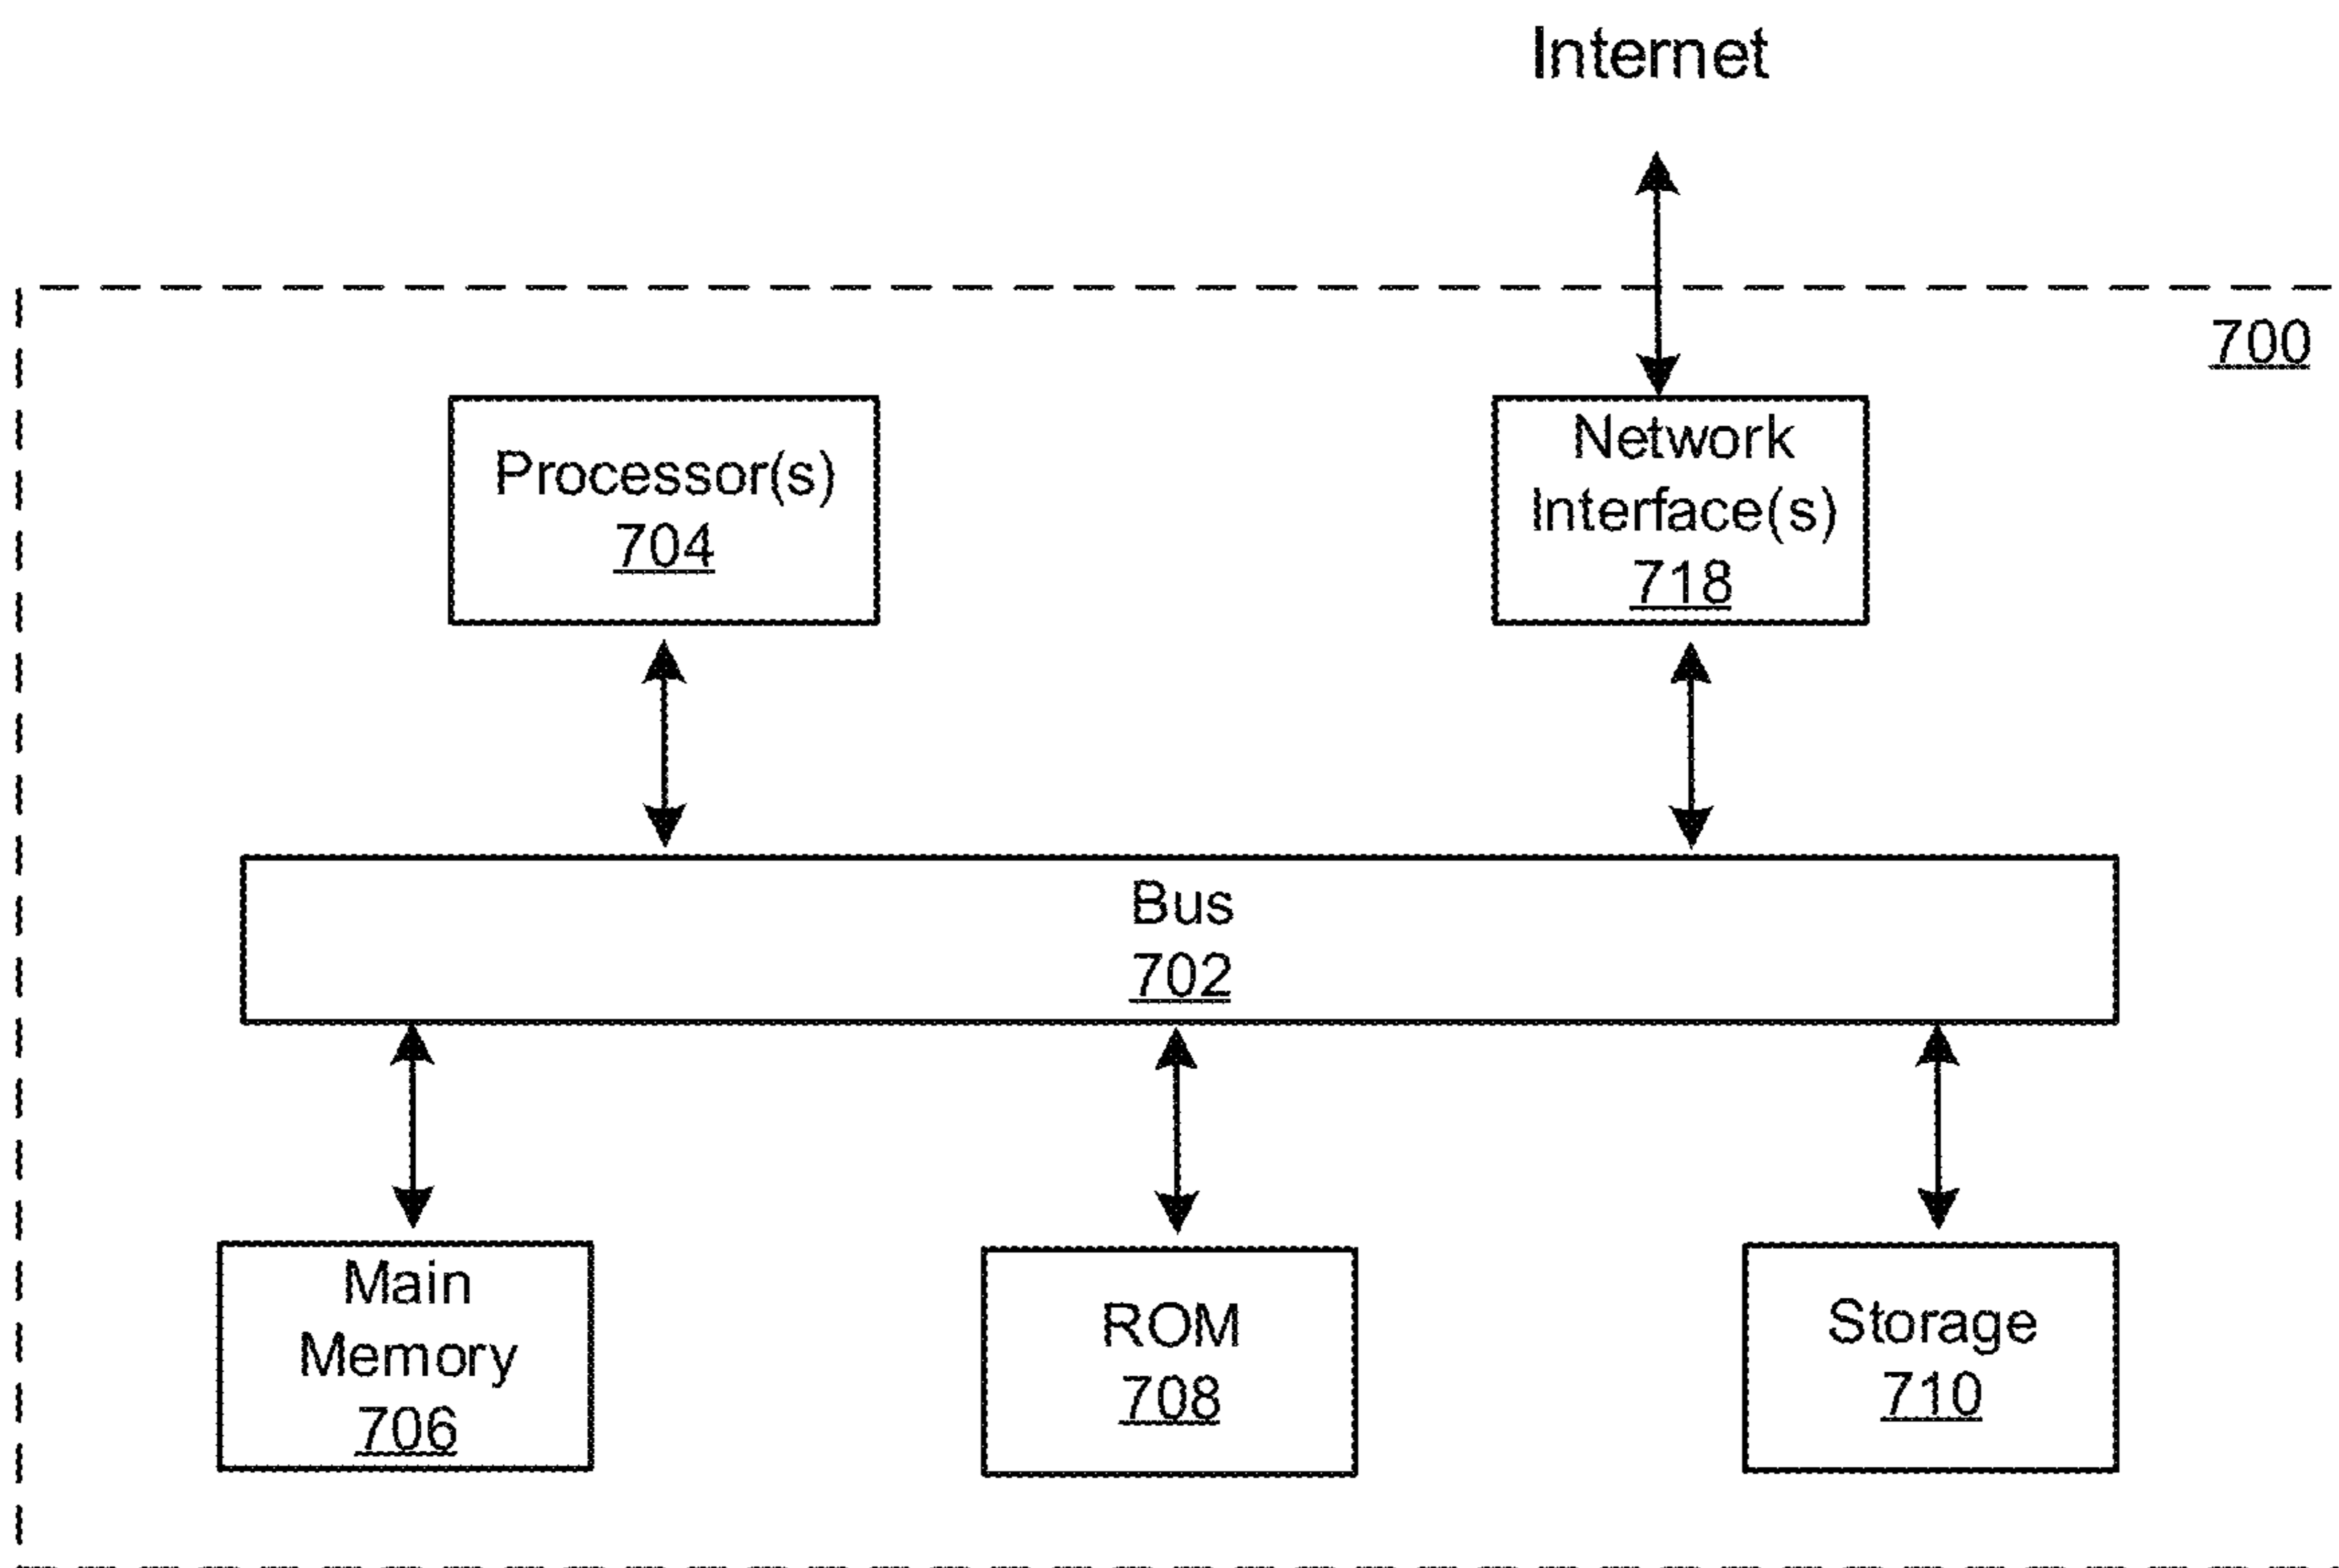 Internet
700
Processor(s)
704
Network
Interface(s)
718
Bus
702
Main
Memory
706
ROM
708
Storage
710